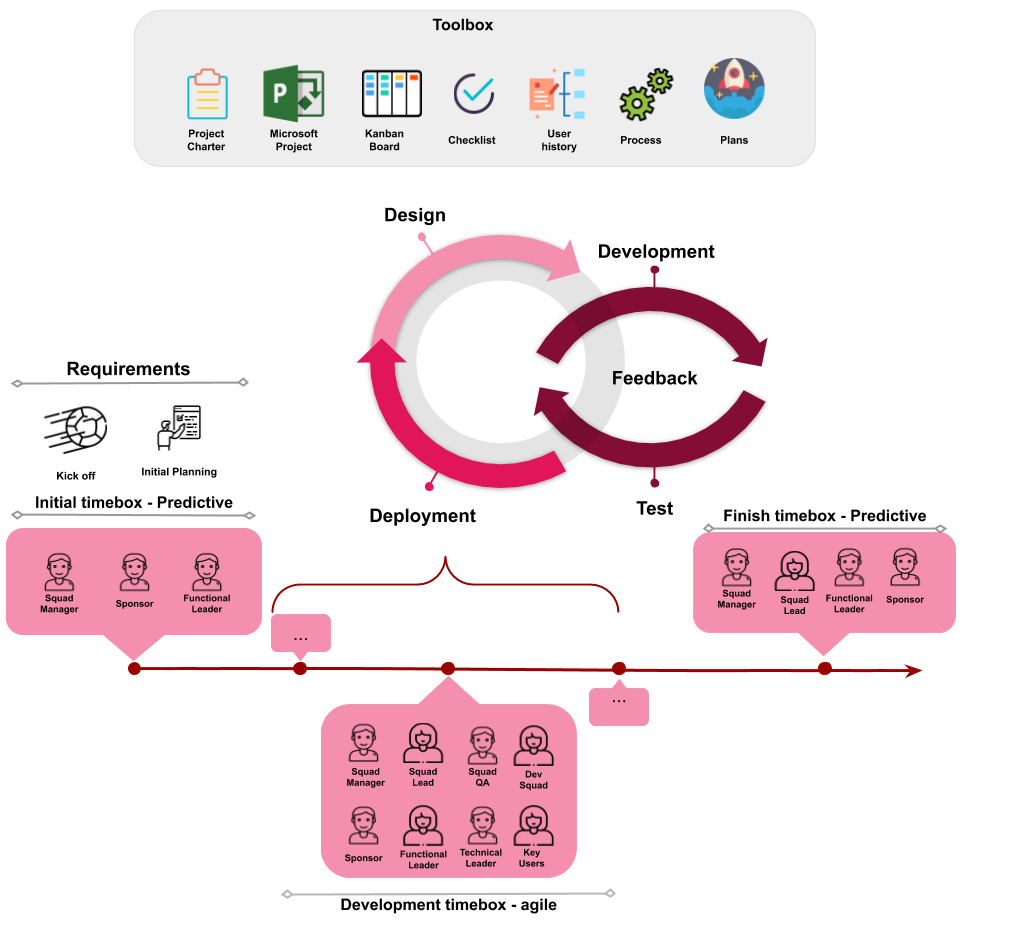 Toolbox
P
Project
Charter
Microsoft
Project
Kanban
Board
Checklist
User
history
Process
Plans
Design
Development
Feedback
Requirements
Kick off
Initial Planning
Initial timebox - Predictive
Deployment
Test
Finish timebox - Predictive
Squad
Manager
Sponsor
Functional
Leader
Squad
Manager
Squad
Lead
Functional
Leader
Sponsor
...
...
Squad
Manager
Squad
Lead
Squad
QA
Dev
Squad
Sponsor
Functional
Leader
Technical
Leader
Key
Users
Development timebox - agile